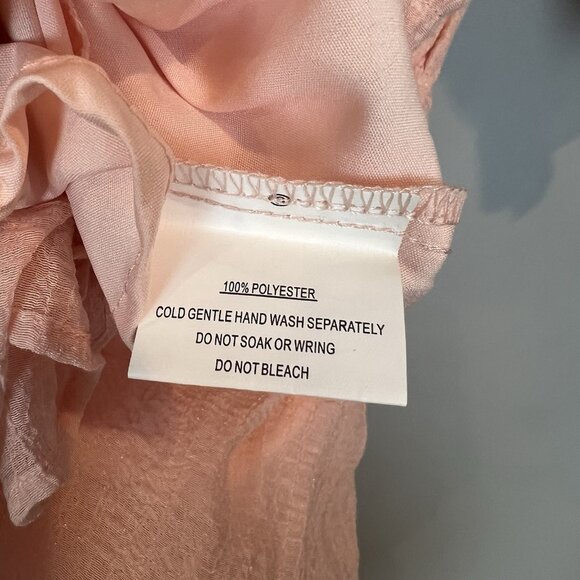 100% POLYESTER
COLD GENTLE HAND WASH SEPARATELY
DO NOT SOAK OR WRING
DO NOT BLEACH